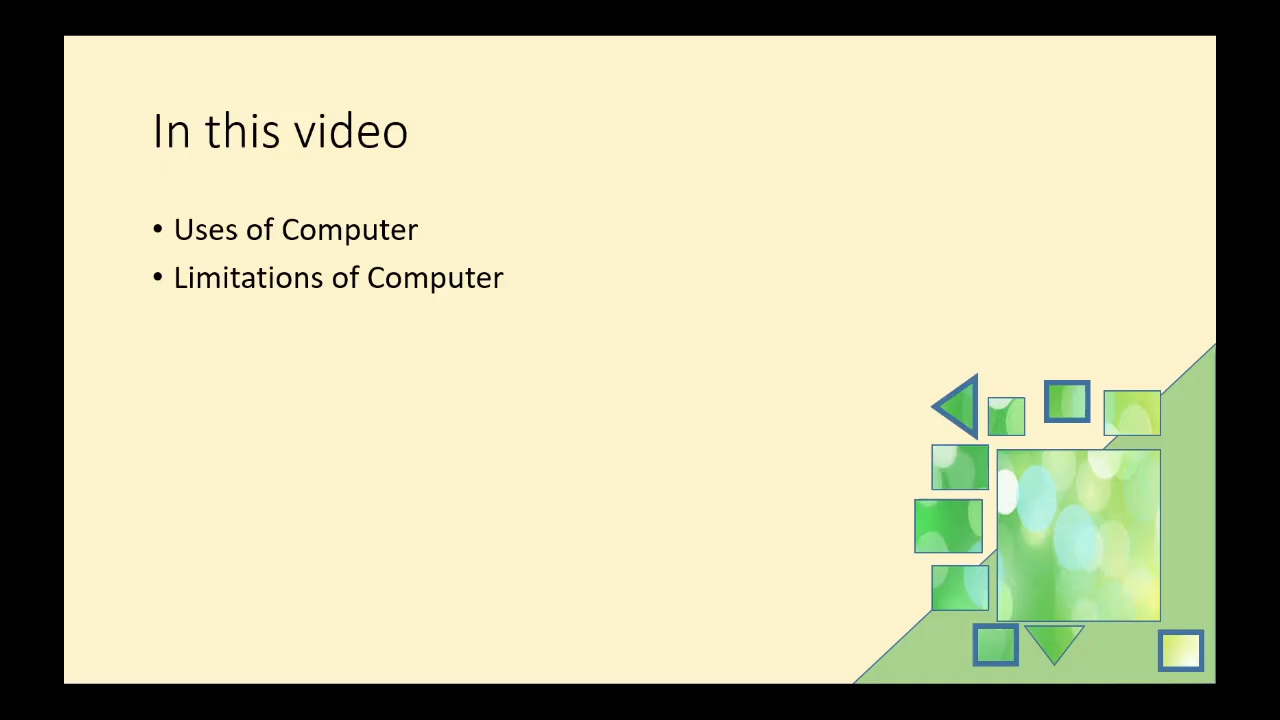 In this video
• Uses of Computer
• Limitations of Computer